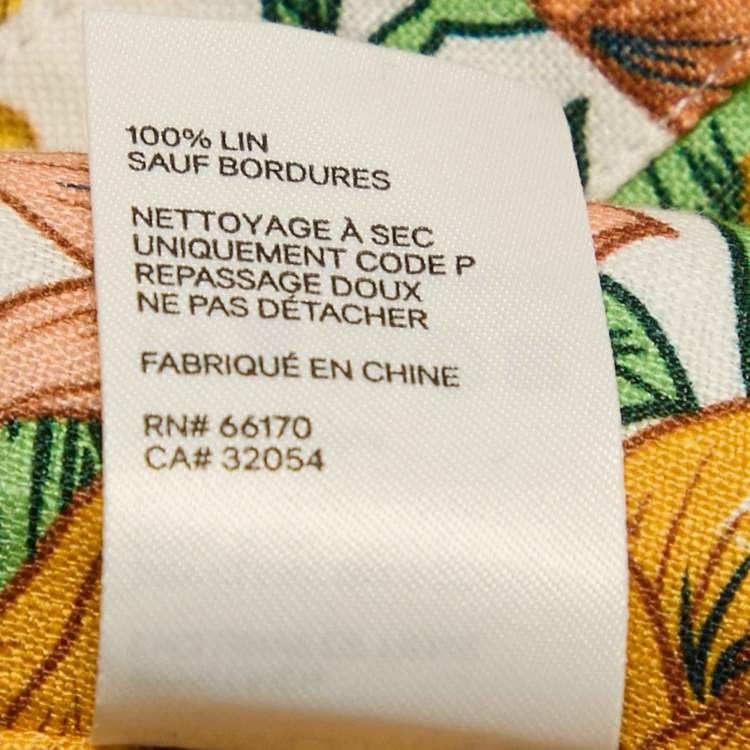 100% LIN
SAUF BORDURES
NETTOYAGE À SEC
UNIQUEMENT CODE P
REPASSAGE DOUX
NE PAS DÉTACHER
FABRIQUÉ EN CHINE
RN# 66170
CA# 32054